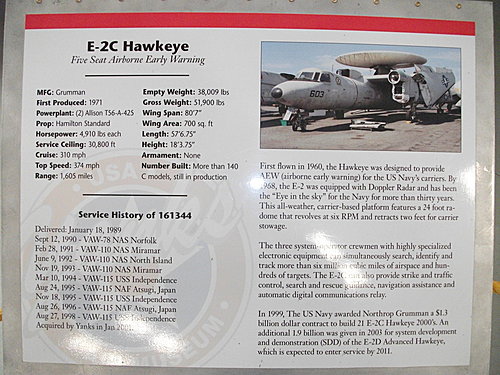 E-2C Hawkeye
Five Seat Airborne Early Warning
MFG: Grumman
First Produced: 1971
Powerplant: (2) Allison T56-A-425
Prop: Hamilton Standard
Horsepower: 4,910 lbs each
Service Ceiling: 30,800 ft
Cruise: 310 mph
Top Speed: 374 mph
Range: 1,605 miles
Empty Weight: 38,009 lbs
Gross Weight: 51,900 lbs
Wing Span: 80'7"
Wing Area: 700 sq. ft
Length: 57'6.75"
Height: 18'3.75"
Armament: None
Number Built: More than 140
C models, still in production
Service History of 161344
Delivered: January 18, 1989
Sept 12, 1990 - VAW-78 NAS Norfolk
Feb 28, 1991 - VAW-110 NAS Miramar
June 9, 1992 - VAW-110 NAS North Island
Nov 19, 1993 - VAW-110 NAS Miramar
Mar 10, 1994 - VAW-115 USS Independence
Aug 24, 1995 - VAW-115 NAF Atsugi, Japan
Nov 18, 1995 - VAW-115 USS Independence
Aug 26, 1996 - VAW-115 NAF Atsugi, Japan
Aug 27, 1998 - VAW-115 USS Independence
Acquired by Yanks in Jan 2001
603
First flown in 1960, the Hawkeye was designed to provide
AEW (airborne early warning) for the US Navy's carriers. By
1968, the E-2 was equipped with Doppler Radar and has been
the "Eye in the sky" for the Navy for more than thirty years.
This all-weather, carrier-based platform features a 24 foot ra-
dome that revolves at six RPM and retracts two feet for carrier
stowage.
The three system-operator crewmen with highly specialized
electronic equipment can simultaneously search, identify and
track more than six million cubic miles of airspace and hun-
dreds of targets. The E-2C can also provide strike and traffic
control, search and rescue guidance, navigation assistance and
automatic digital communications relay.
In 1999, The US Navy awarded Northrop Grumman a $1.3
billion dollar contract to build 21 E-2C Hawkeye 2000's. An
additional 1.9 billion was given in 2003 for system development
and demonstration (SDD) of the E-2D Advanced Hawkeye,
which is expected to enter service by 2011.